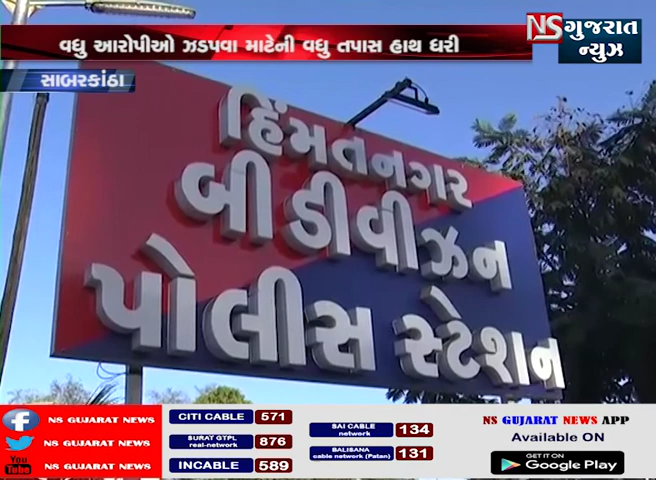 NS ગુજરાત
ન્યુઝ
વધુ આરોપીઓ ઝડપવા માટેની વધુ તપાસ હાથ ધરી
સાબરકાંઠા
હિંમતનગર
બી ડીવીઝન
પોલીસ સ્ટેશન
NS GUJARAT NEWS
NS GUJARAT NEWS
You Tube NS GUJARAT NEWS
CITI CABLE 571
SURAT GTPL real-network 876
INCABLE 589
SAI CABLE network 134
BALISANA cable network (Patan) 131
NS GUJARAT NEWS APP
Available ON
GET IT ON
Google Play